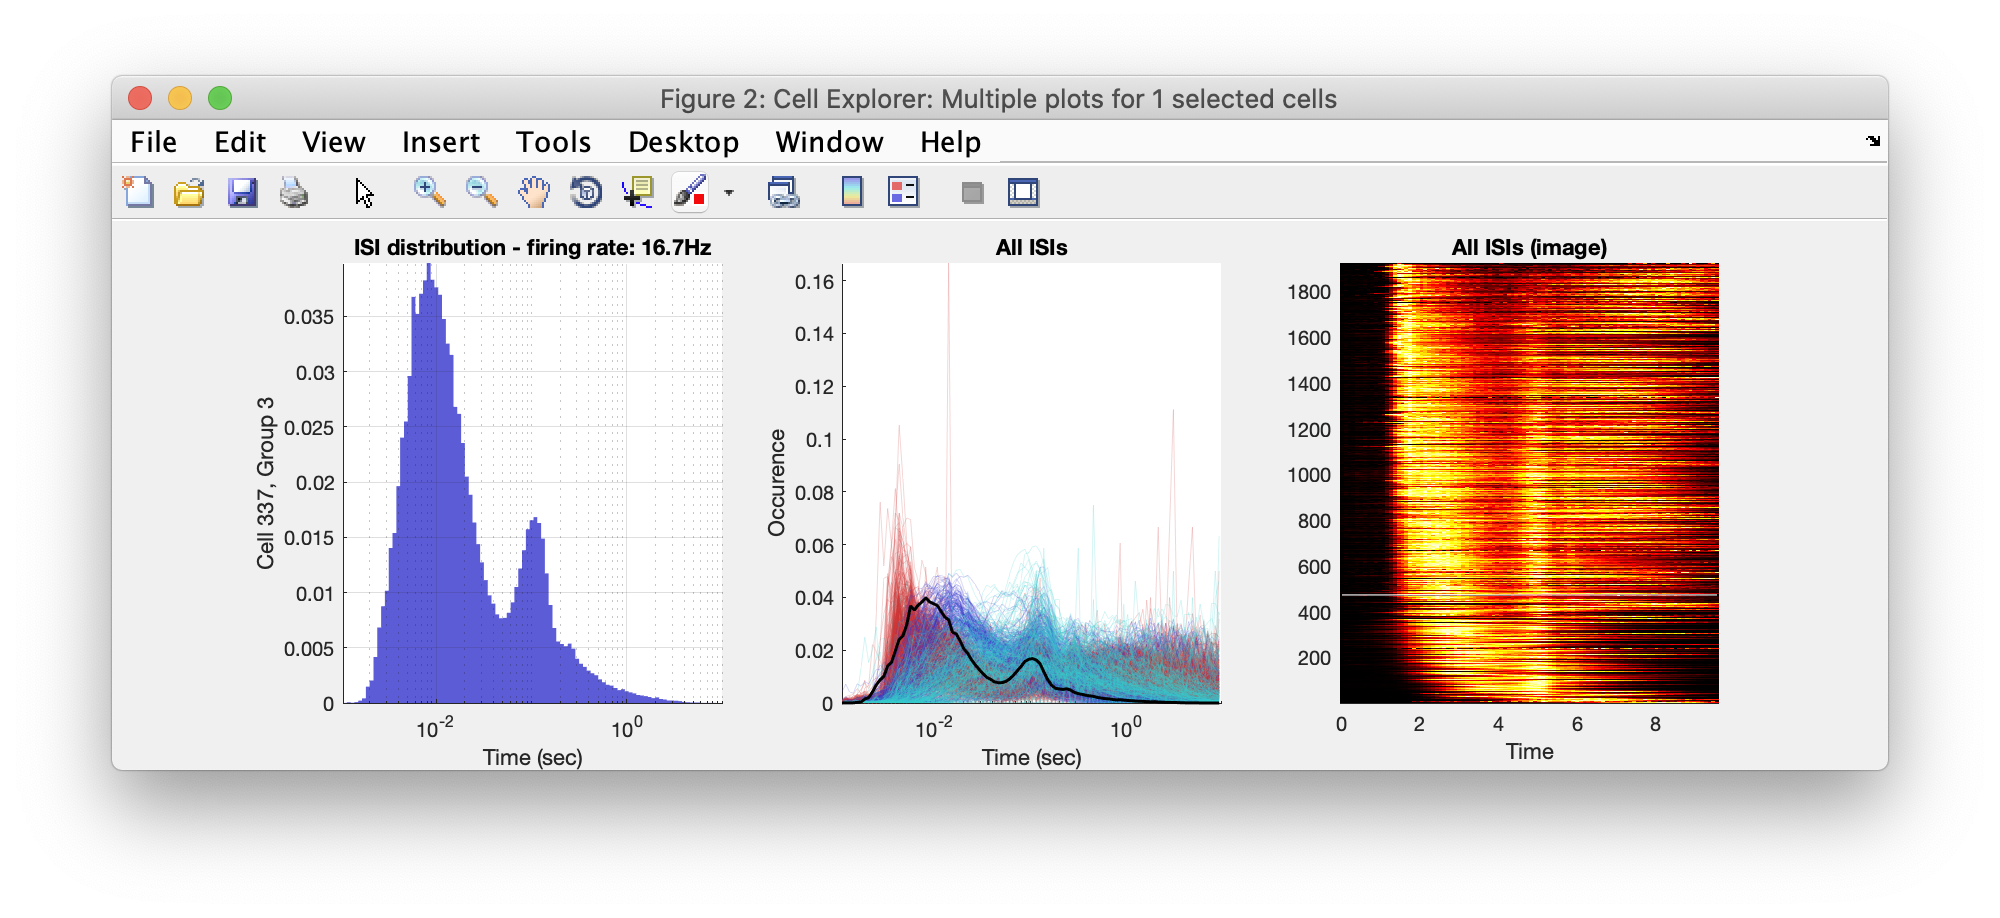 Figure 2: Cell Explorer: Multiple plots for 1 selected cells
File Edit View Insert Tools Desktop Window Help
ISI distribution - firing rate: 16.7Hz
Cell 337, Group 3
0.035
0.03
0.025
0.02
0.015
0.01
0.005
0
10-2 100
Time (sec)
All ISIs
Occurence
0.16
0.14
0.12
0.1
0.08
0.06
0.04
0.02
0
10-2 100
Time (sec)
All ISIs (image)
1800
1600
1400
1200
1000
800
600
400
200
0 2 4 6 8
Time